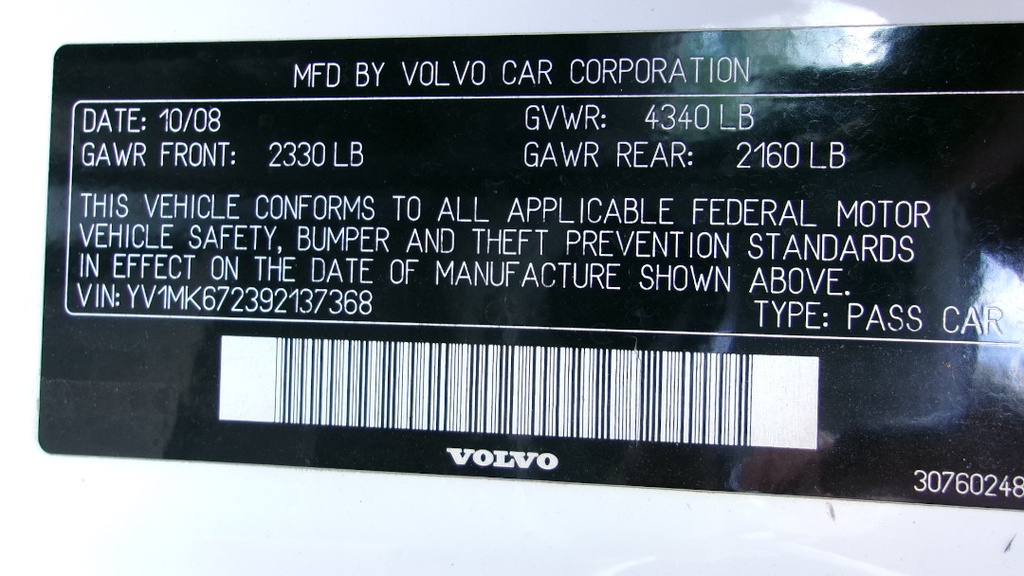 MFD BY VOLVO CAR CORPORATION
DATE: 10/08 GVWR: 4340 LB
GAWR FRONT: 2330 LB GAWR REAR: 2160 LB
THIS VEHICLE CONFORMS TO ALL APPLICABLE FEDERAL MOTOR
VEHICLE SAFETY, BUMPER AND THEFT PREVENTION STANDARDS
IN EFFECT ON THE DATE OF MANUFACTURE SHOWN ABOVE.
VIN: YV1MK672392137368 TYPE: PASS CAR
VOLVO
30760248